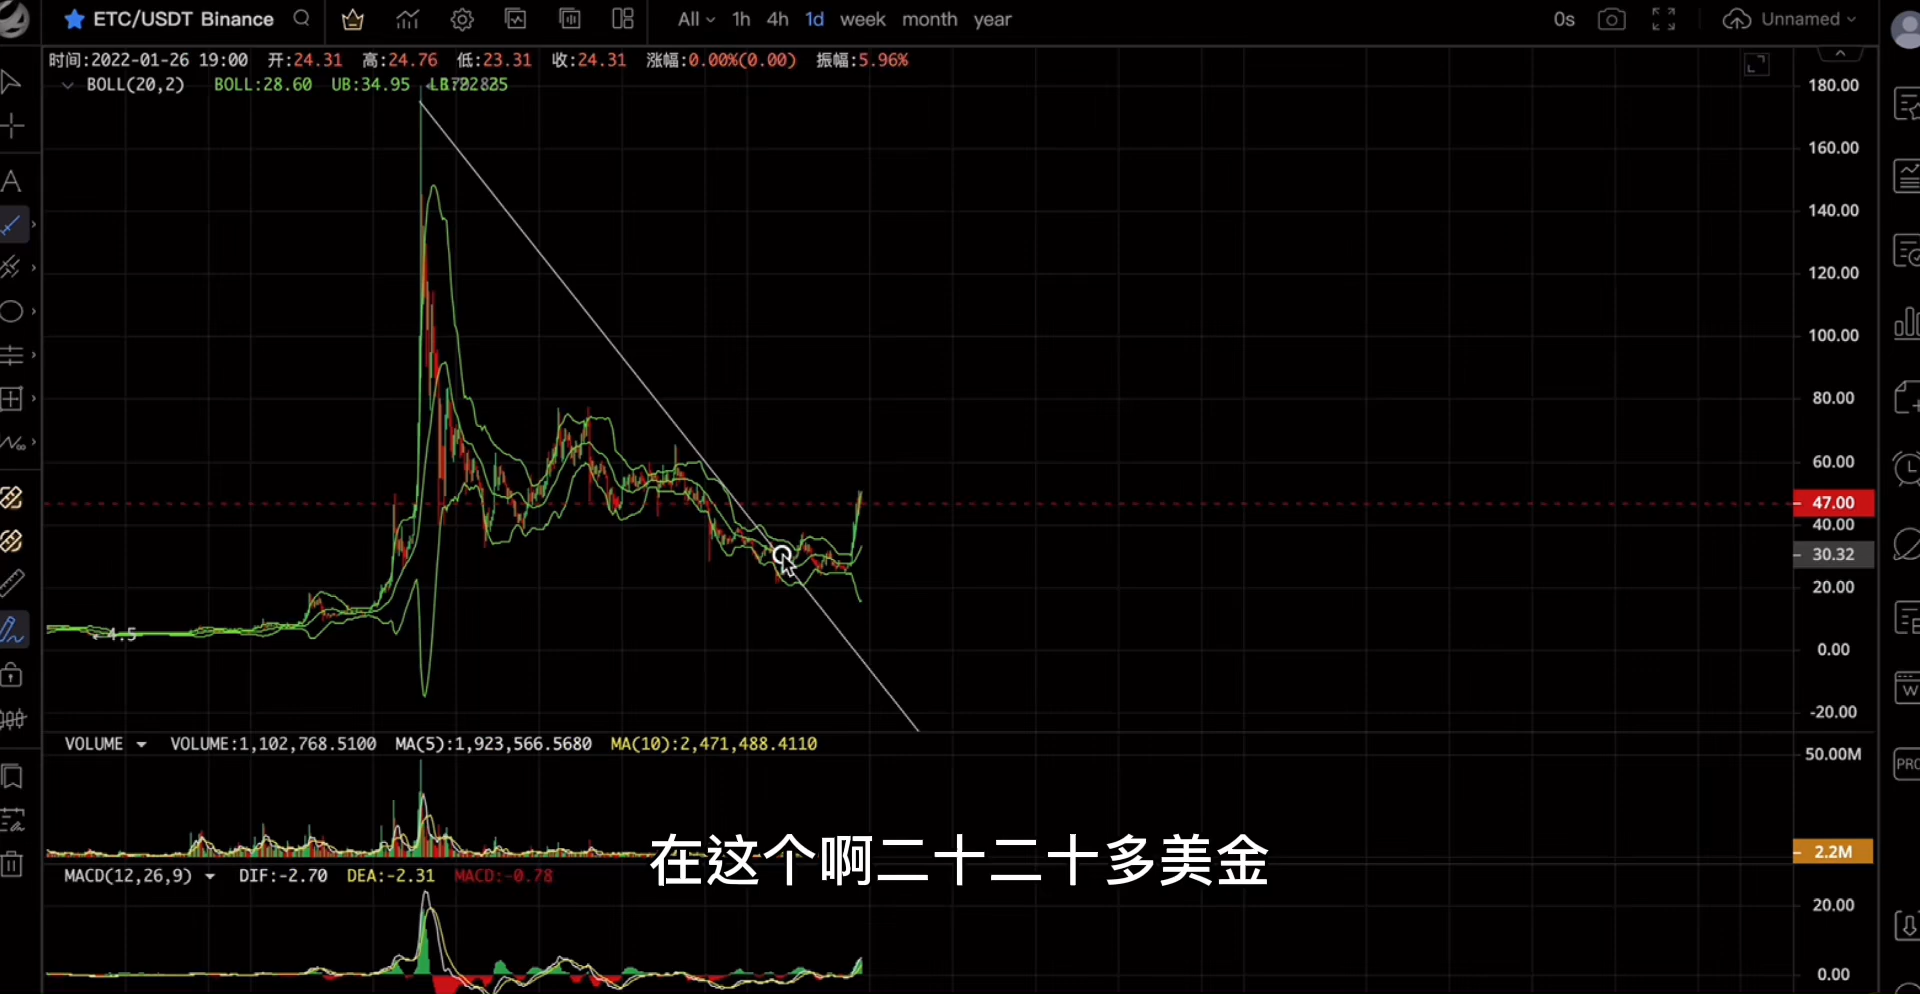 ETC/USDT Binance All 1h 4h 1d week month year 0s Unnamed
时间:2022-01-26 19:00 开:24.31 高:24.76 低:23.31 收:24.31 涨幅:0.00%(0.00) 振幅:5.96%
BOLL(20,2) BOLL:28.60 UB:34.95
180.00
160.00
140.00
120.00
100.00
80.00
60.00
47.00
40.00
30.32
20.00
4.5
0.00
-20.00
VOLUME VOLUME:1,102,768.5100 MA(5):1,923,566.5680 MA(10):2,471,488.4110
50.00M
2.2M
在这个啊二十二十多美金
MACD(12,26,9) DIF:-2.70 DEA:-2.31 MACD:-0.78
20.00
0.00
A
W
PRO